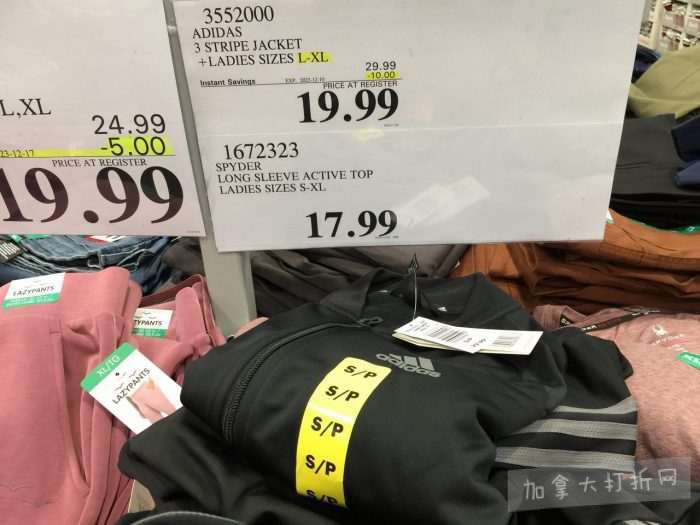 3552000
ADIDAS
3 STRIPE JACKET
+LADIES SIZES L-XL
29.99
Instant Savings
-10.00
PRICE AT REGISTER
19.99
1672323
SPYDER
LONG SLEEVE ACTIVE TOP
LADIES SIZES S-XL
17.99
L,XL
24.99
-5.00
PRICE AT REGISTER
19.99
LAZYPANTS
LAZYPANTS
XL/TG
LAZYPANTS
adidas
S/P
S/P
S/P
S/P
S/P
加拿大打折网